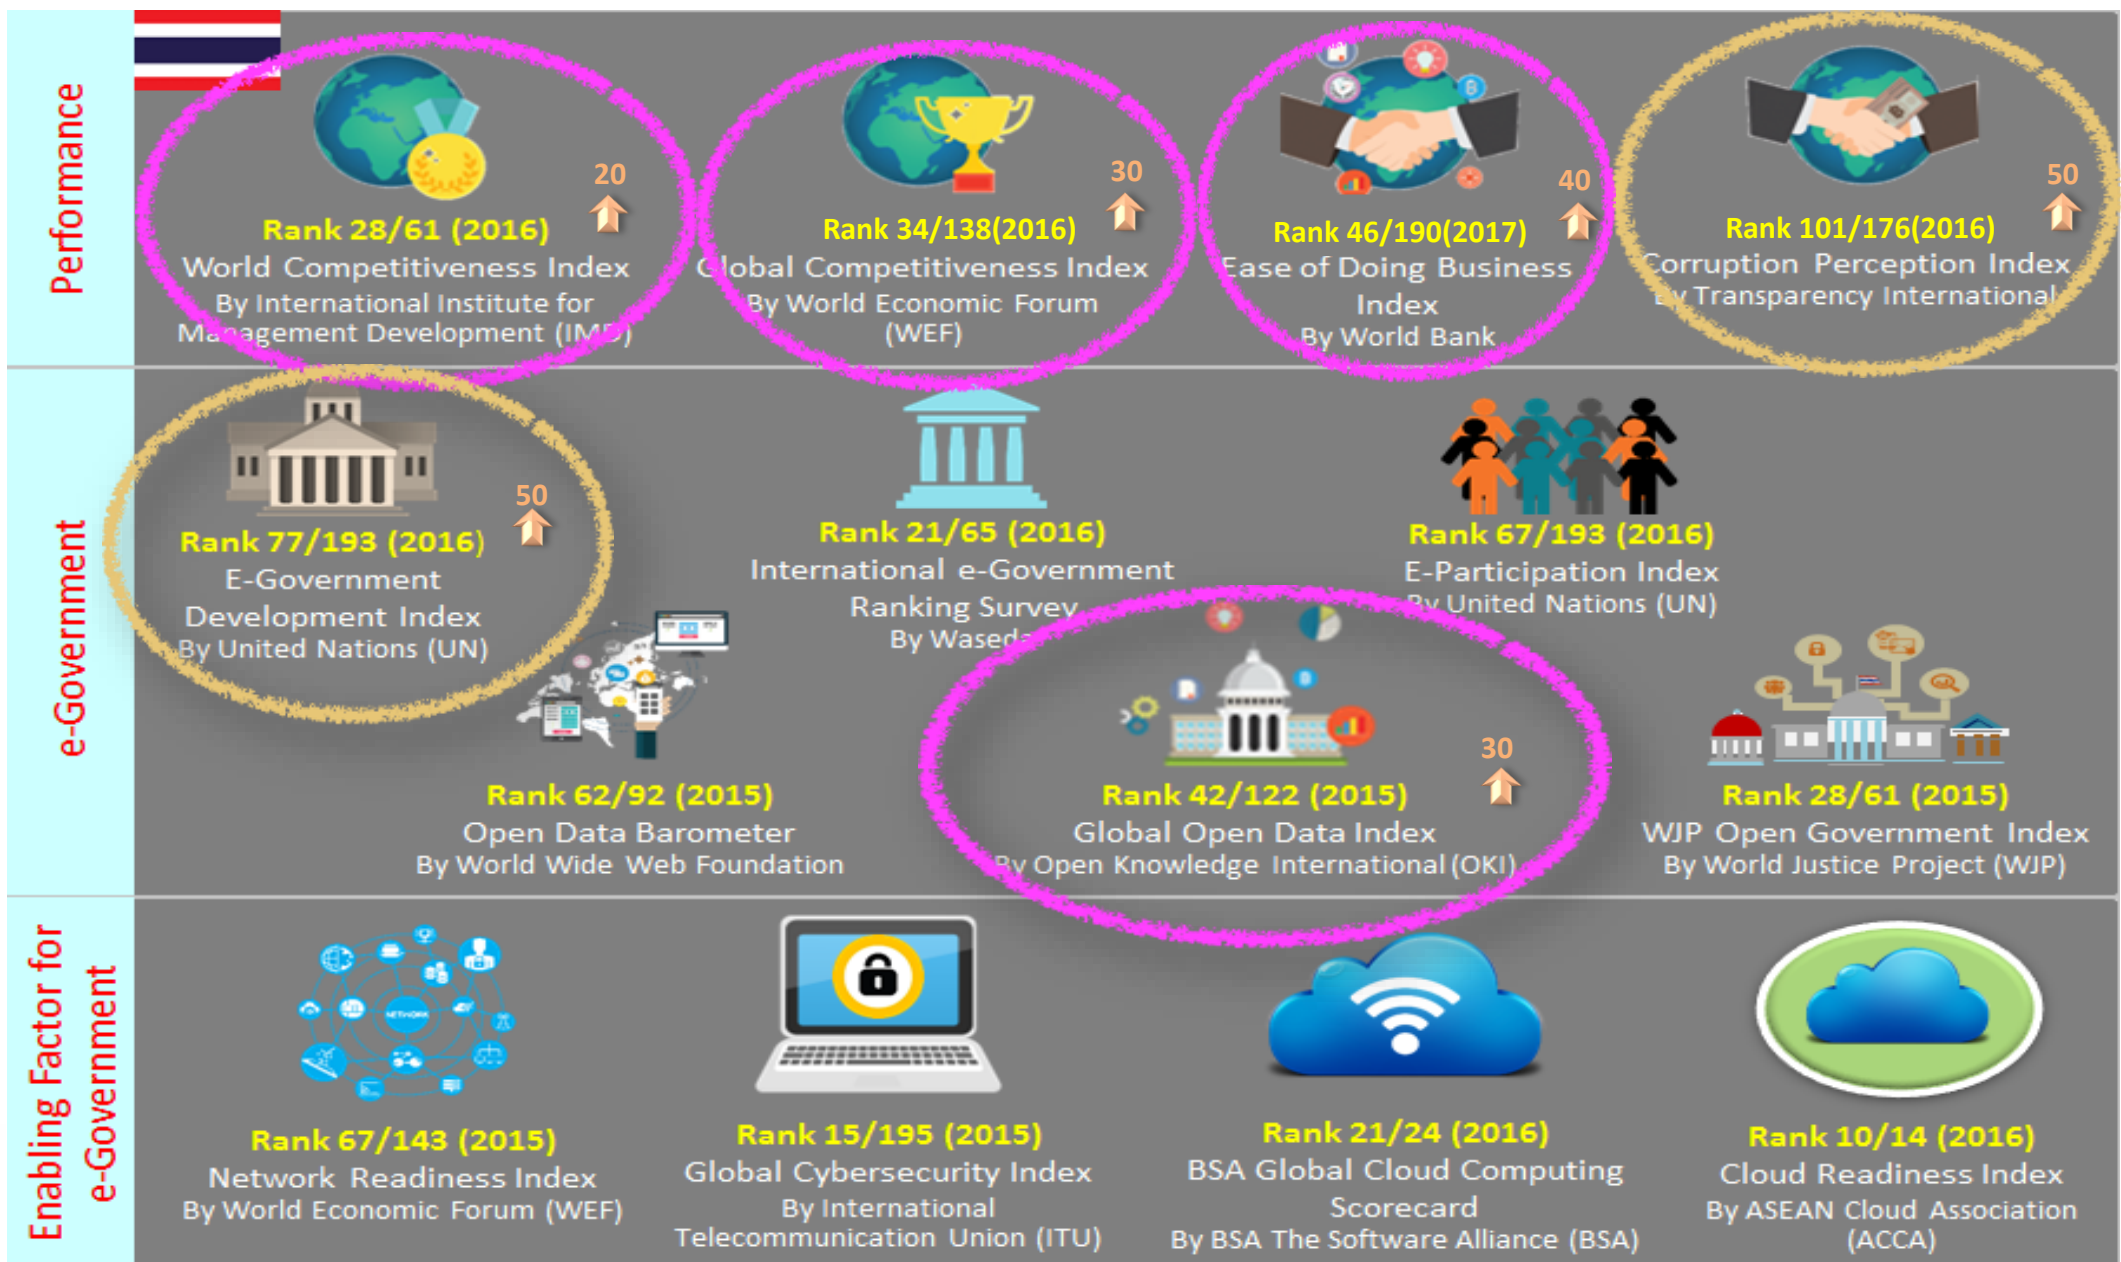 Performance
20
Rank 28/61 (2016)
World Competitiveness Index
By International Institute for
Management Development (IMD)
30
Rank 34/138(2016)
Global Competitiveness Index
By World Economic Forum
(WEF)
40
Rank 46/190(2017)
Ease of Doing Business
Index
By World Bank
50
Rank 101/176(2016)
Corruption Perception Index
By Transparency International
e-Government
50
Rank 77/193 (2016)
E-Government
Development Index
By United Nations (UN)
Rank 21/65 (2016)
International e-Government
Ranking Survey
By Waseda
Rank 67/193 (2016)
E-Participation Index
By United Nations (UN)
Rank 62/92 (2015)
Open Data Barometer
By World Wide Web Foundation
30
Rank 42/122 (2015)
Global Open Data Index
By Open Knowledge International (OKI)
Rank 28/61 (2015)
WJP Open Government Index
By World Justice Project (WJP)
Enabling Factor for
e-Government
NETWORK
Rank 67/143 (2015)
Network Readiness Index
By World Economic Forum (WEF)
Rank 15/195 (2015)
Global Cybersecurity Index
By International
Telecommunication Union (ITU)
Rank 21/24 (2016)
BSA Global Cloud Computing
Scorecard
By BSA The Software Alliance (BSA)
Rank 10/14 (2016)
Cloud Readiness Index
By ASEAN Cloud Association
(ACCA)